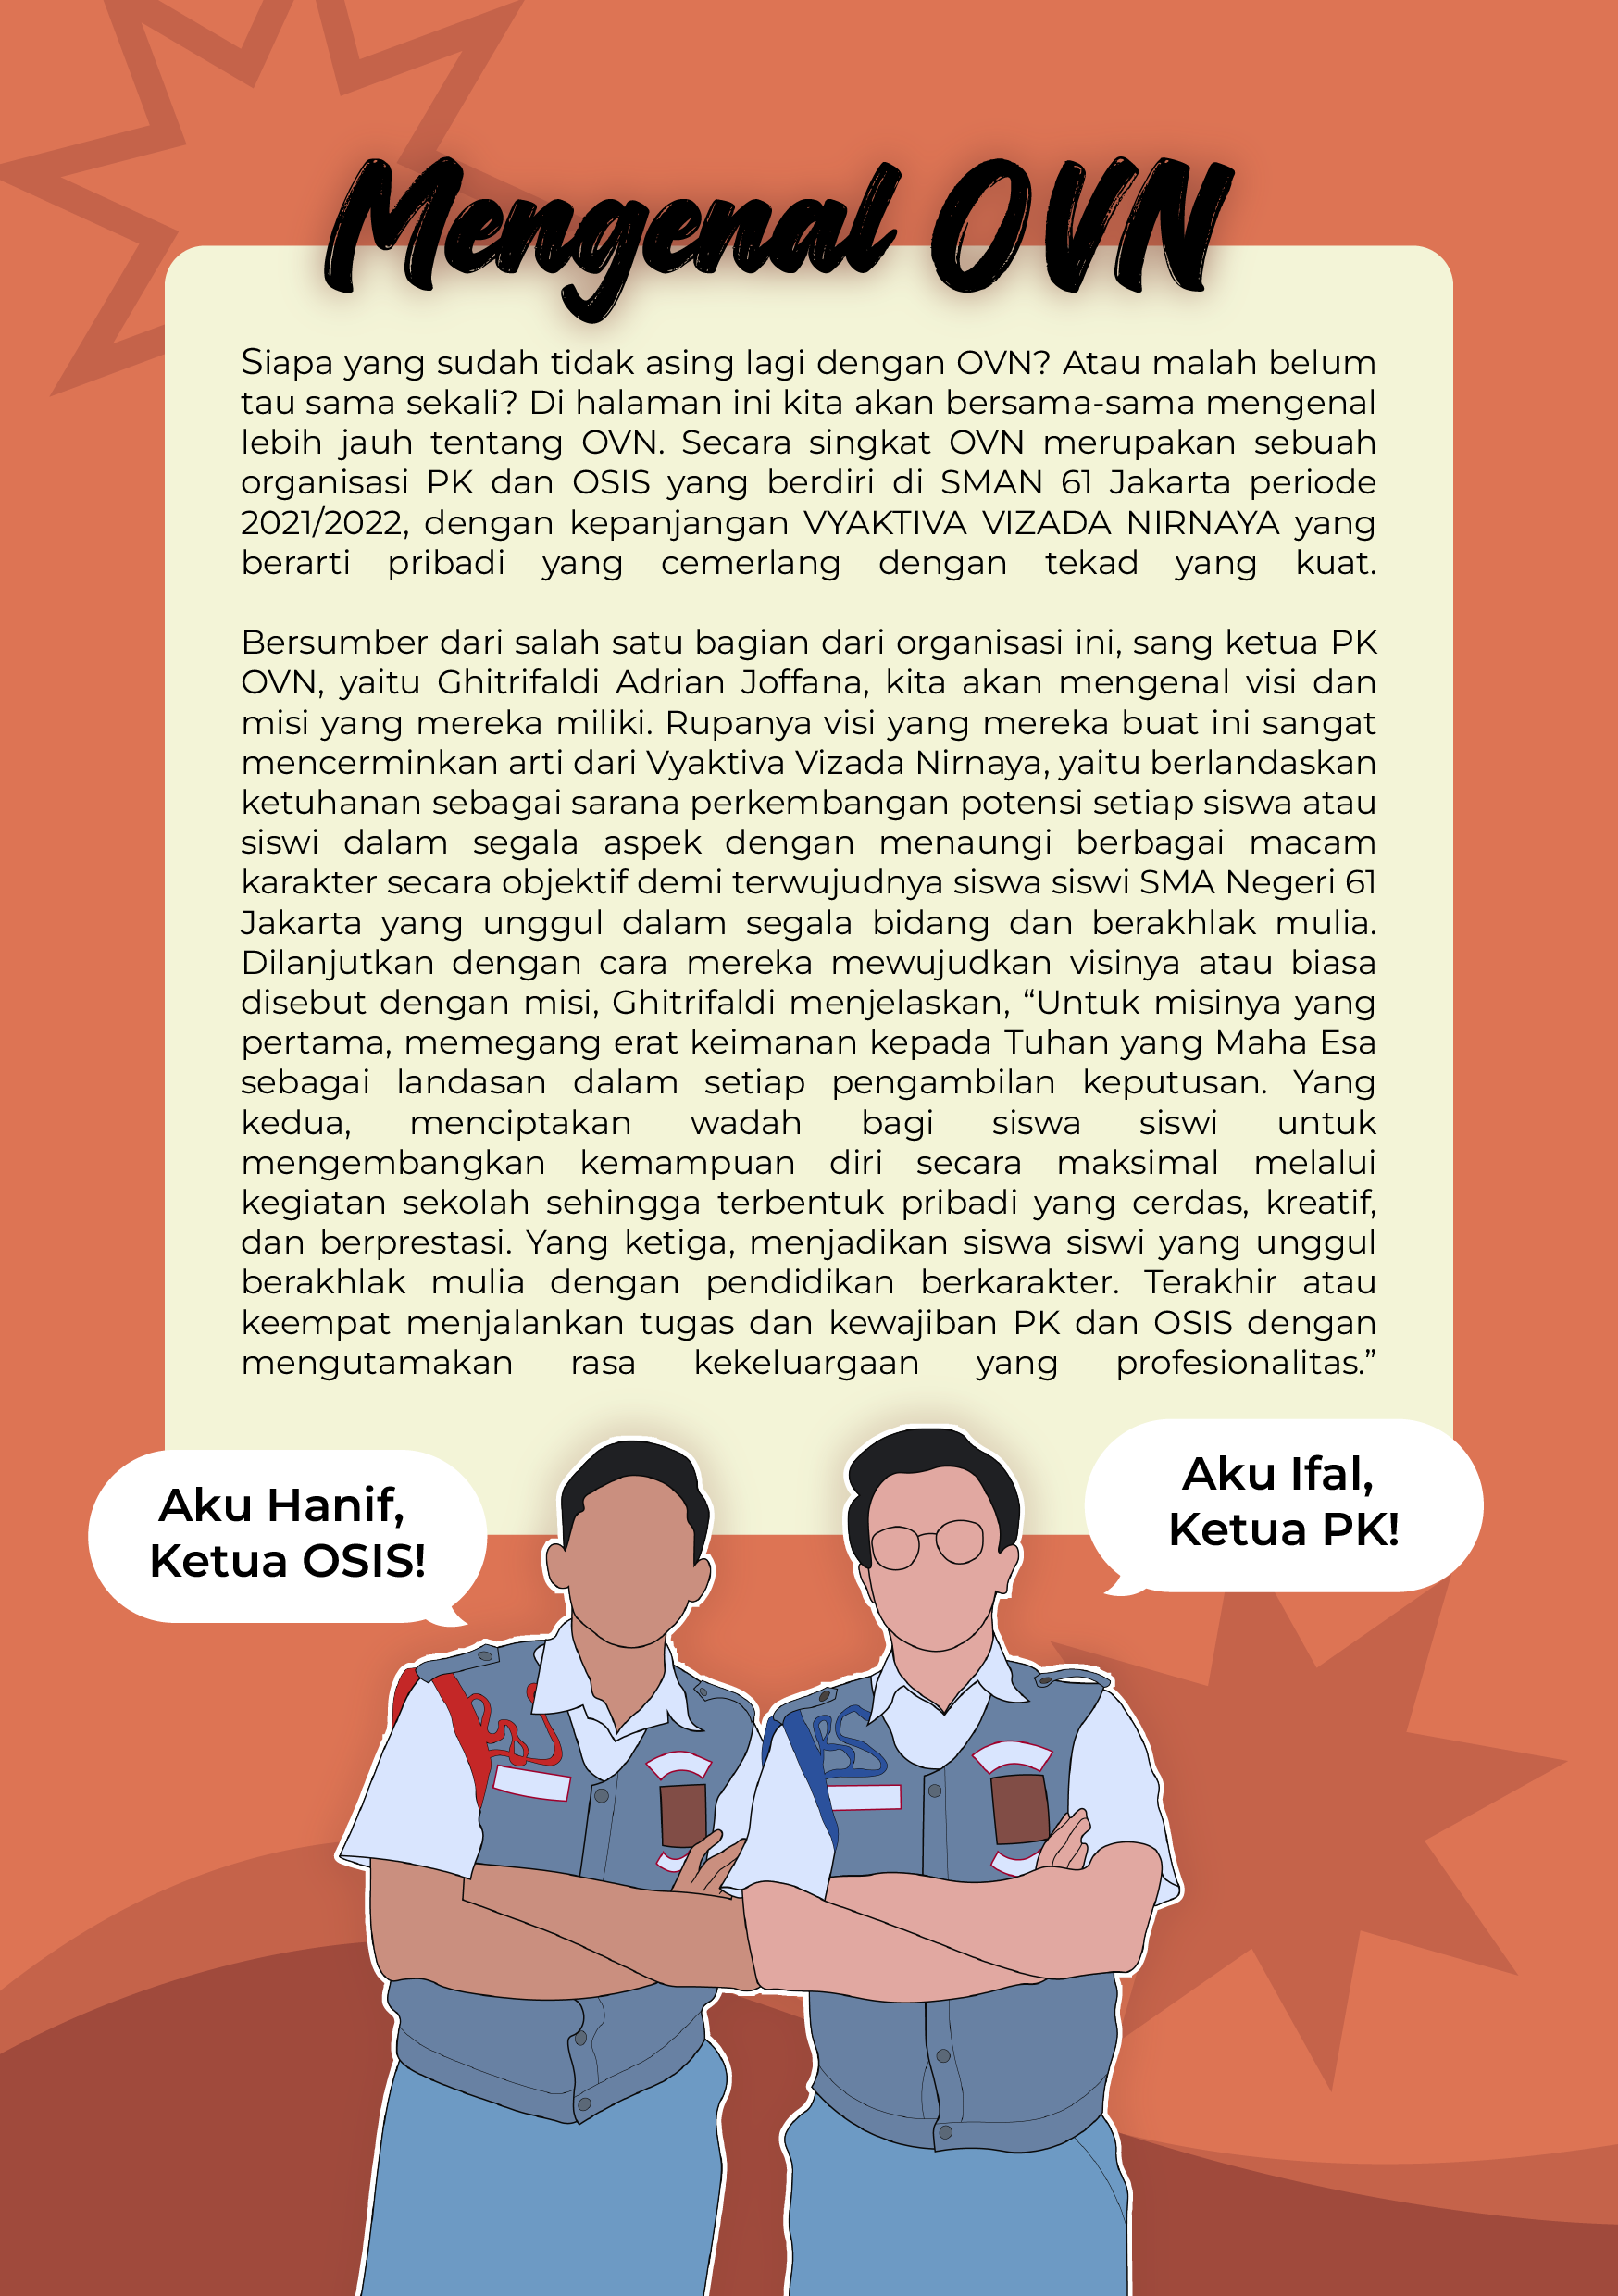 Mengenal OVN
Siapa yang sudah tidak asing lagi dengan OVN? Atau malah belum
tau sama sekali? Di halaman ini kita akan bersama-sama mengenal
lebih jauh tentang OVN. Secara singkat OVN merupakan sebuah
organisasi PK dan OSIS yang berdiri di SMAN 61 Jakarta periode
2021/2022, dengan kepanjangan VYAKTIVA VIZADA NIRNAYA yang
berarti pribadi yang cemerlang dengan tekad yang kuat.
Bersumber dari salah satu bagian dari organisasi ini, sang ketua PK
OVN, yaitu Ghitrifaldi Adrian Joffana, kita akan mengenal visi dan
misi yang mereka miliki. Rupanya visi yang mereka buat ini sangat
mencerminkan arti dari Vyaktiva Vizada Nirnaya, yaitu berlandaskan
ketuhanan sebagai sarana perkembangan potensi setiap siswa atau
siswi dalam segala aspek dengan menaungi berbagai macam
karakter secara objektif demi terwujudnya siswa siswi SMA Negeri 61
Jakarta yang unggul dalam segala bidang dan berakhlak mulia.
Dilanjutkan dengan cara mereka mewujudkan visinya atau biasa
disebut dengan misi, Ghitrifaldi menjelaskan, “Untuk misinya yang
pertama, memegang erat keimanan kepada Tuhan yang Maha Esa
sebagai landasan dalam setiap pengambilan keputusan. Yang
kedua, menciptakan wadah bagi siswa siswi untuk
mengembangkan kemampuan diri secara maksimal melalui
kegiatan sekolah sehingga terbentuk pribadi yang cerdas, kreatif,
dan berprestasi. Yang ketiga, menjadikan siswa siswi yang unggul
berakhlak mulia dengan pendidikan berkarakter. Terakhir atau
keempat menjalankan tugas dan kewajiban PK dan OSIS dengan
mengutamakan rasa kekeluargaan yang profesionalitas.”
Aku Hanif,
Ketua OSIS!
Aku Ifal,
Ketua PK!